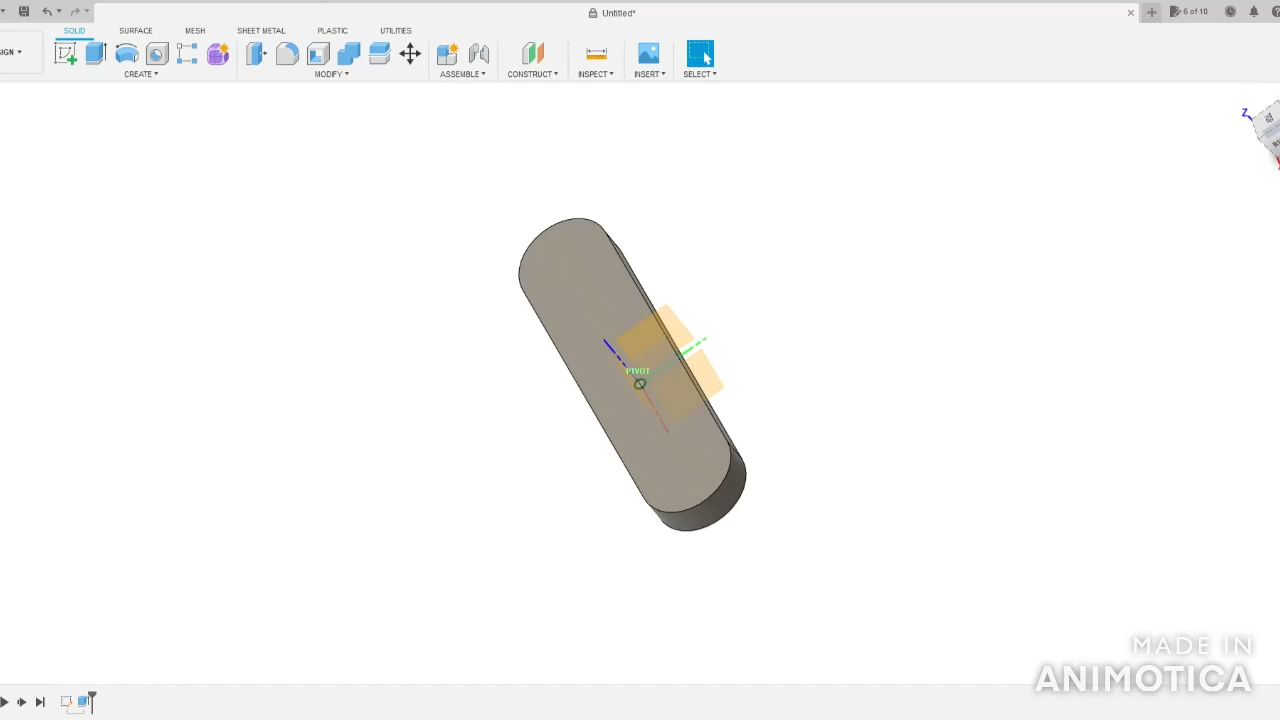 Untitled*
6 of 10
SOLID
SURFACE
MESH
SHEET METAL
PLASTIC
UTILITIES
SIGN
CREATE
MODIFY
ASSEMBLE
CONSTRUCT
INSPECT
INSERT
SELECT
Z
PIVOT
MADE IN
ANIMOTICA